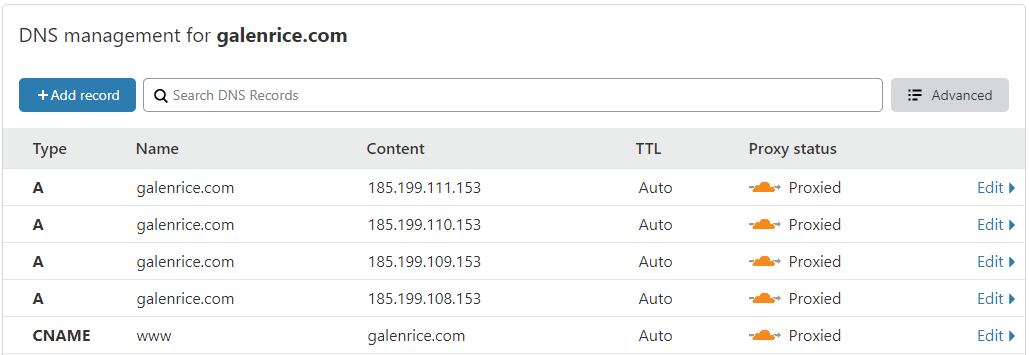 DNS management for galenrice.com
+ Add record Search DNS Records Advanced
Type Name Content TTL Proxy status
A galenrice.com 185.199.111.153 Auto Proxied Edit
A galenrice.com 185.199.110.153 Auto Proxied Edit
A galenrice.com 185.199.109.153 Auto Proxied Edit
A galenrice.com 185.199.108.153 Auto Proxied Edit
CNAME www galenrice.com Auto Proxied Edit